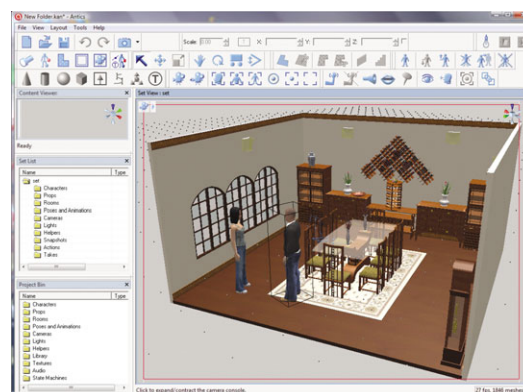 New Folder.kan* - Antics
File View Layout Tools Help
Scale: X: Y: Z:
Content Viewer
Ready
Set List
Name Type
set
Characters
Props
Rooms
Poses and Animations
Cameras
Lights
Helpers
Snapshots
Actions
Takes
Project Bin
Name Type
Characters
Props
Rooms
Poses and Animations
Cameras
Lights
Helpers
Library
Textures
Audio
State Machines
Set View : set
Click to expand/contract the camera console.